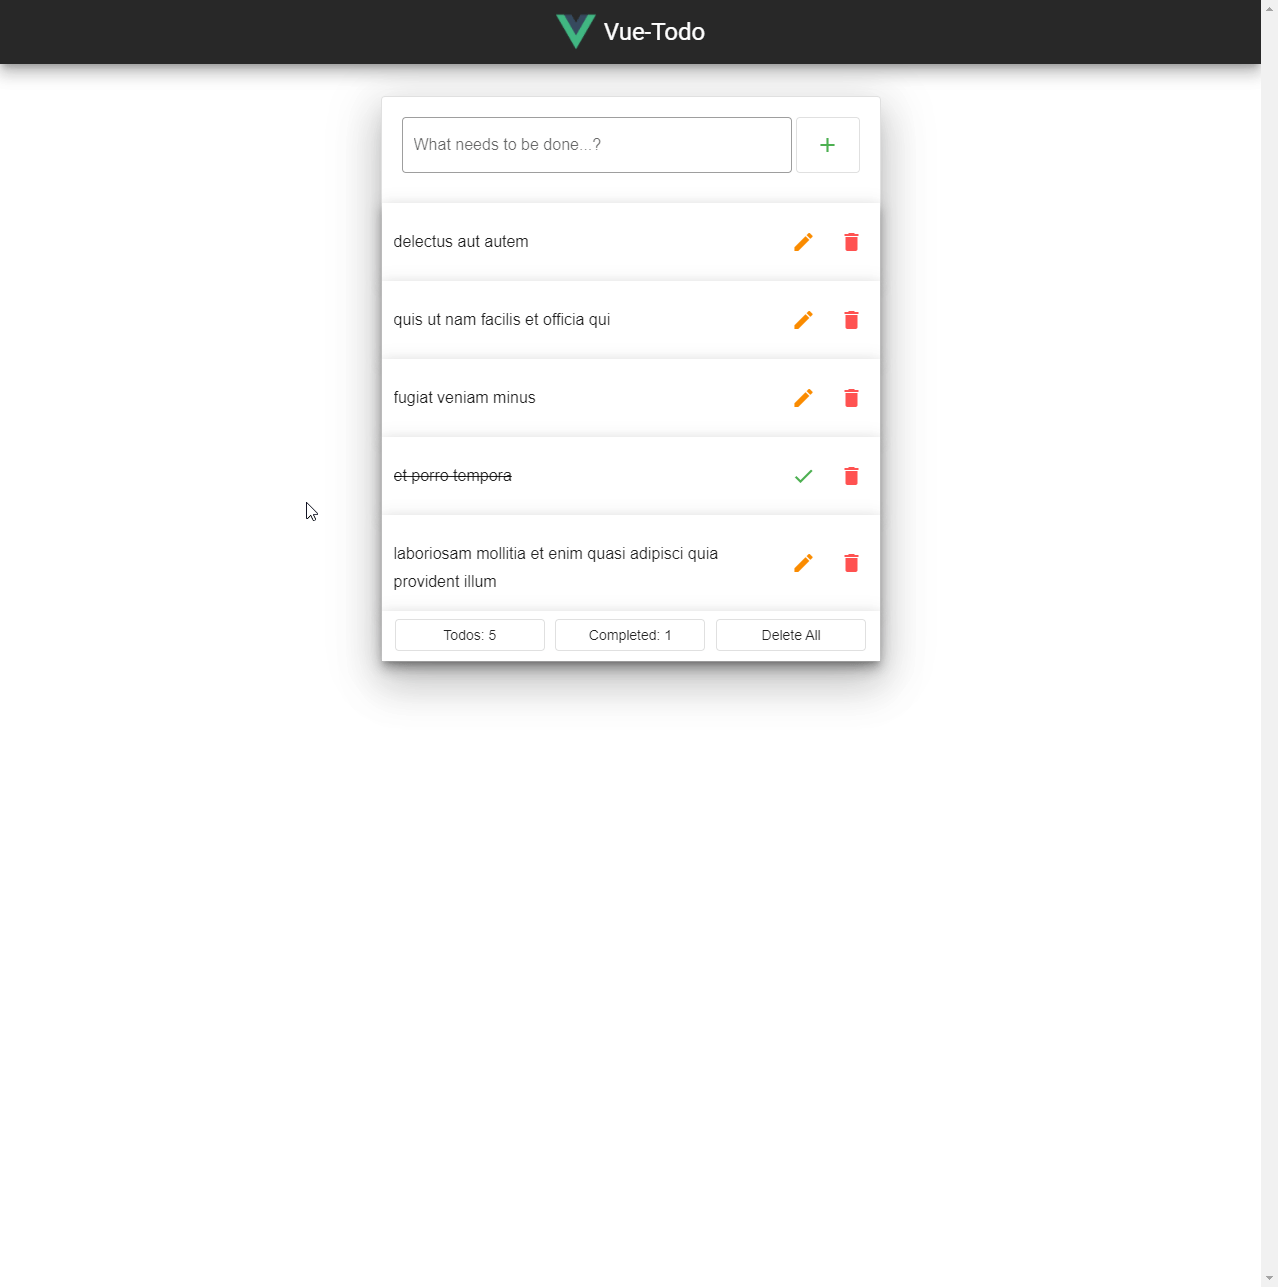 Vue-Todo
What needs to be done...?
delectus aut autem
quis ut nam facilis et officia qui
fugiat veniam minus
et porro tempora
laboriosam mollitia et enim quasi adipisci quia
provident illum
Todos: 5
Completed: 1
Delete All